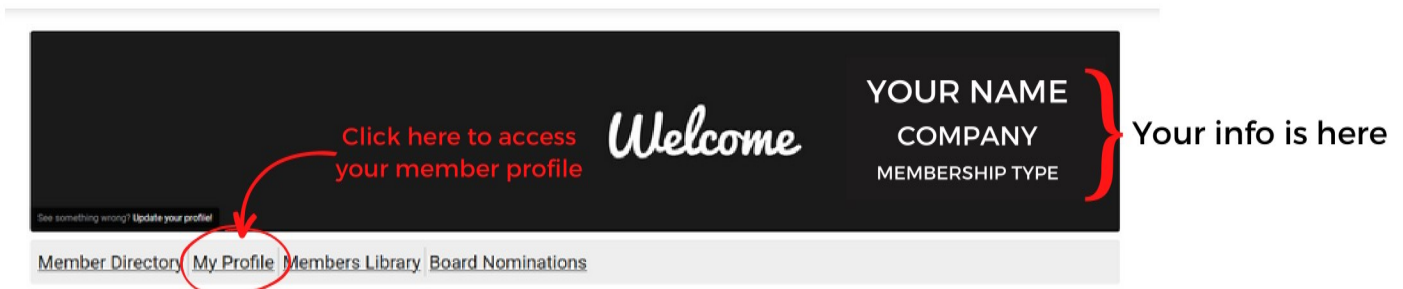 YOUR NAME
COMPANY
MEMBERSHIP TYPE
Welcome
Click here to access
your member profile
Your info is here
See something wrong? Update your profile!
Member Directory My Profile Members Library Board Nominations